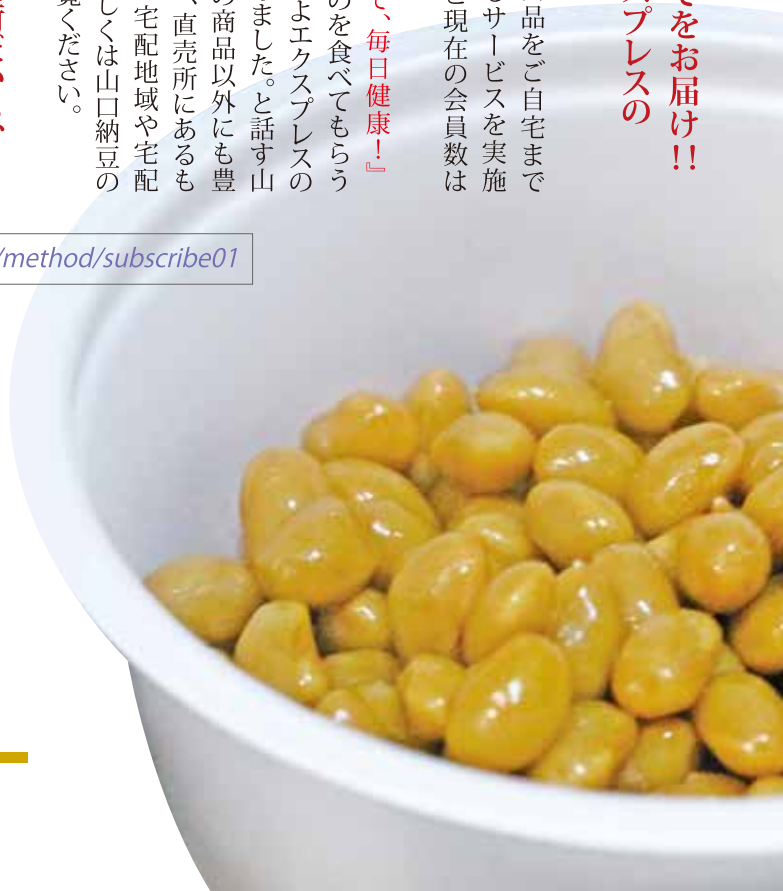 をお届け!!
プレスの
品をご自宅まで
サービスを実施
現在の会員数は
、毎日健康!』
のを食べてもらう
よエクスプレスの
ました。と話す山
商品以外にも豊
、直売所にあるも
宅配地域や宅配
しくは山口納豆の
覧ください。
/method/subscribe01